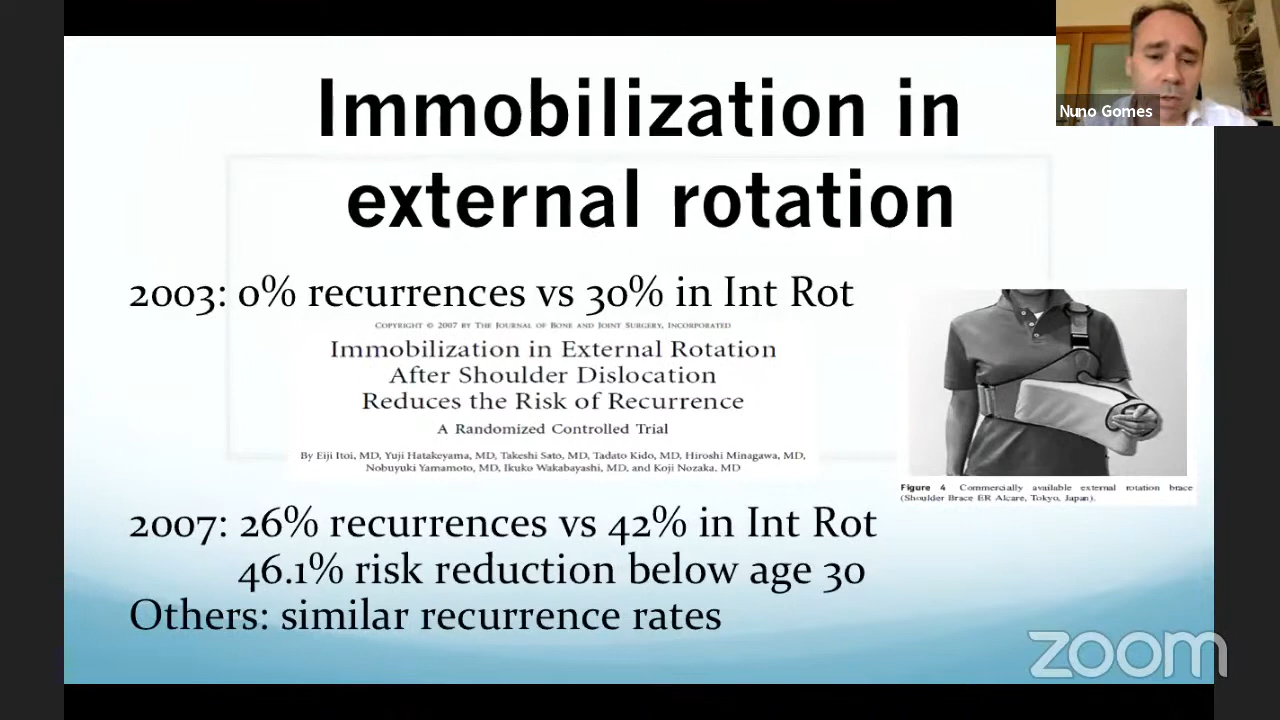 Immobilization in
external rotation
Nuno Gomes
2003: 0% recurrences vs 30% in Int Rot
COPYRIGHT © 2007 BY THE JOURNAL OF BONE AND JOINT SURGERY, INCORPORATED
Immobilization in External Rotation
After Shoulder Dislocation
Reduces the Risk of Recurrence
A Randomized Controlled Trial
By Eiji Itoi, MD, Yuji Hatakeyama, MD, Takeshi Sato, MD, Tadato Kido, MD, Hiroshi Minagawa, MD,
Nobuyuki Yamamoto, MD, Ikuko Wakabayashi, MD, and Koji Nozaka, MD
Figure 4 Commercially available external rotation brace
(Shoulder Brace ER Alcare, Tokyo, Japan).
2007: 26% recurrences vs 42% in Int Rot
46.1% risk reduction below age 30
Others: similar recurrence rates
zoom